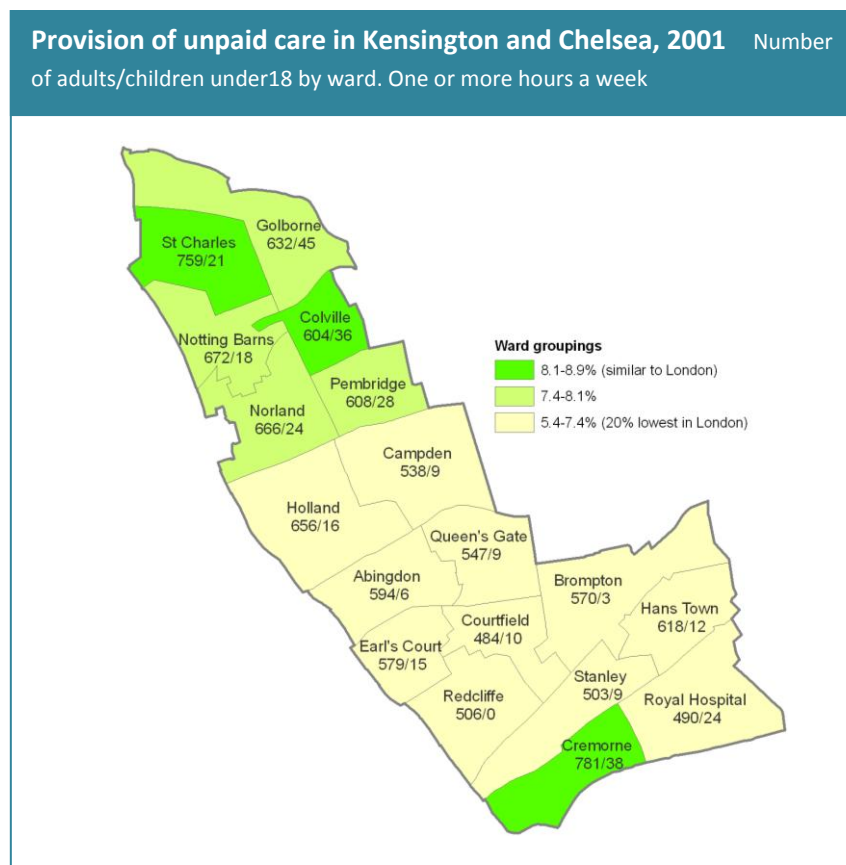 Provision of unpaid care in Kensington and Chelsea, 2001 Number
of adults/children under18 by ward. One or more hours a week
Golborne
632/45
St Charles
759/21
Colville
604/36
Notting Barns
672/18
Pembridge
608/28
Norland
666/24
Ward groupings
8.1-8.9% (similar to London)
7.4-8.1%
5.4-7.4% (20% lowest in London)
Campden
538/9
Holland
656/16
Queen's Gate
547/9
Abingdon
594/6
Brompton
570/3
Hans Town
618/12
Courtfield
484/10
Earl's Court
579/15
Stanley
503/9
Redcliffe
506/0
Royal Hospital
490/24
Cremorne
781/38